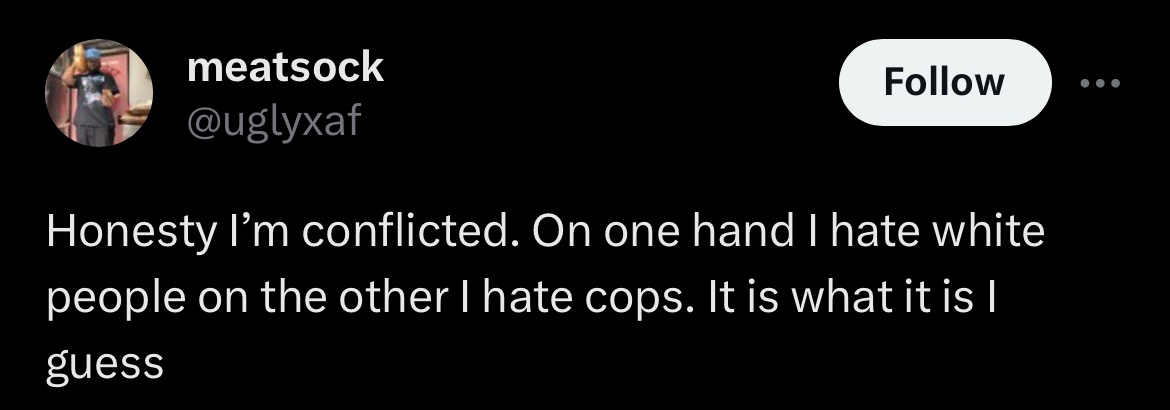 meatsock
@uglyxaf
Follow
Honesty I’m conflicted. On one hand I hate white
people on the other I hate cops. It is what it is I
guess